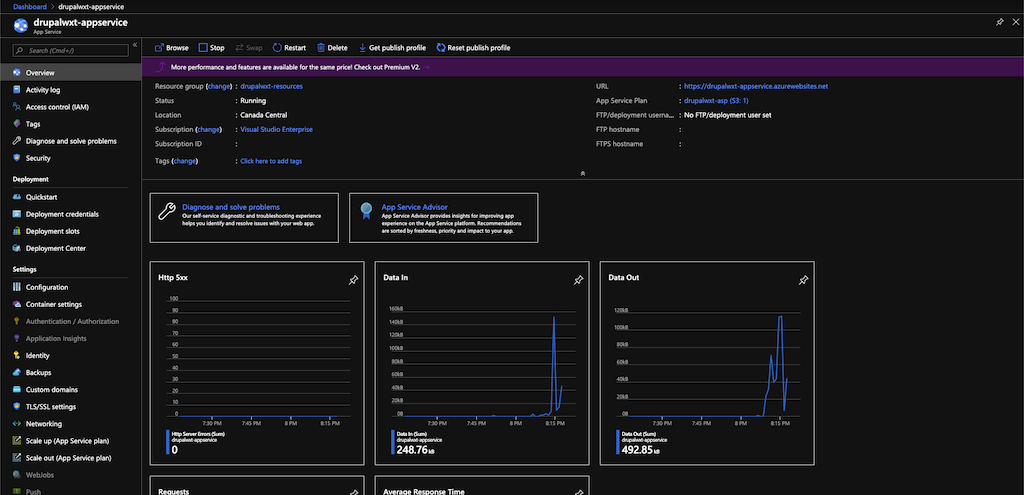 Dashboard > drupalwxt-appservice
drupalwxt-appservice
App Service
Search (Cmd+/)
«
Overview
Activity log
Access control (IAM)
Tags
Diagnose and solve problems
Security
Deployment
Quickstart
Deployment credentials
Deployment slots
Deployment Center
Settings
Configuration
Container settings
Authentication / Authorization
Application Insights
Identity
Backups
Custom domains
TLS/SSL settings
Networking
Scale up (App Service plan)
Scale out (App Service plan)
WebJobs
Push
Browse Stop Swap Restart Delete Get publish profile Reset publish profile
More performance and features are available for the same price! Check out Premium V2. →
Resource group (change) : drupalwxt-resources
Status : Running
Location : Canada Central
Subscription (change) : Visual Studio Enterprise
Subscription ID :
Tags (change) : Click here to add tags
URL : https://drupalwxt-appservice.azurewebsites.net
App Service Plan : drupalwxt-asp (S3: 1)
FTP/deployment userna... : No FTP/deployment user set
FTP hostname :
FTPS hostname :
Diagnose and solve problems
Our self-service diagnostic and troubleshooting experience
helps you identify and resolve issues with your web app.
App Service Advisor
App Service Advisor provides insights for improving app
experience on the App Service platform. Recommendations
are sorted by freshness, priority and impact to your app.
Http 5xx
100
90
80
70
60
50
40
30
20
10
0
7:30 PM 7:45 PM 8 PM 8:15 PM
Http Server Errors (Sum)
drupalwxt-appservice
0
Data In
160kB
140kB
120kB
100kB
80kB
60kB
40kB
20kB
0B
7:30 PM 7:45 PM 8 PM 8:15 PM
Data In (Sum)
drupalwxt-appservice
248.76 kB
Data Out
120kB
100kB
80kB
60kB
40kB
20kB
0B
7:30 PM 7:45 PM 8 PM 8:15 PM
Data Out (Sum)
drupalwxt-appservice
492.85 kB
Requests
Average Response Time